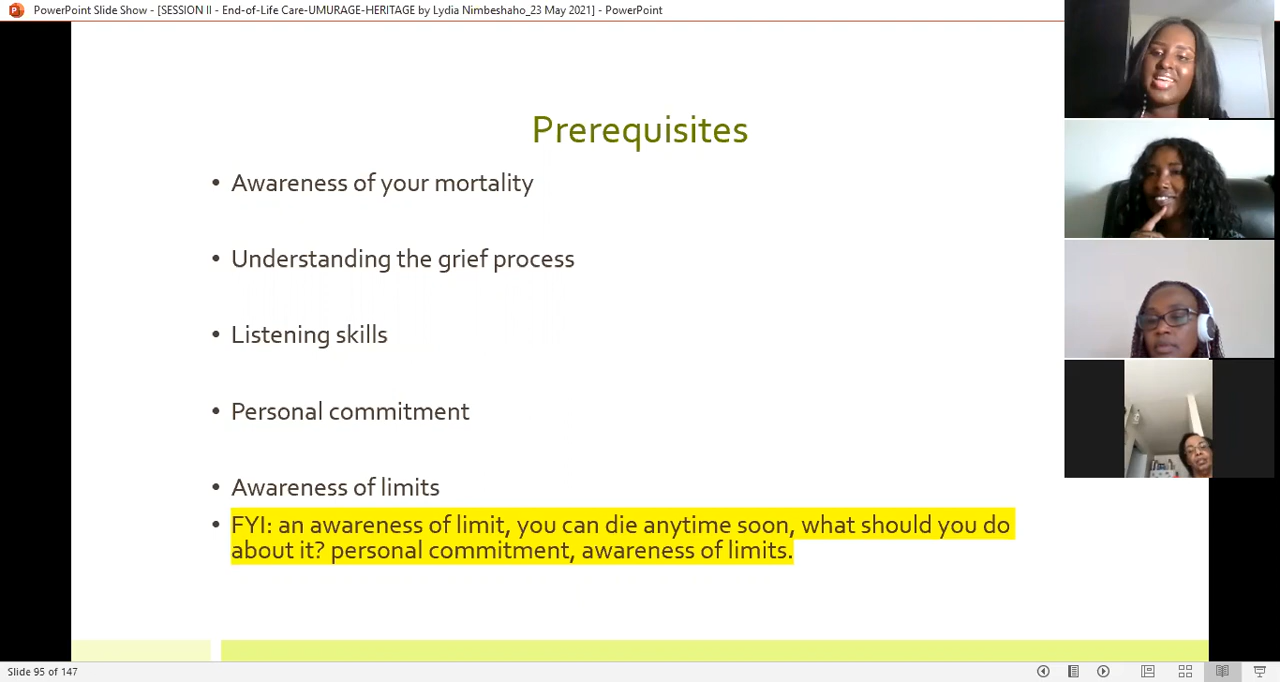 PowerPoint Slide Show - [SESSION II - End-of-Life Care-UMURAGE-HERITAGE by Lydia Nimbeshaho_23 May 2021] - PowerPoint
Prerequisites
• Awareness of your mortality
• Understanding the grief process
• Listening skills
• Personal commitment
• Awareness of limits
• FYI: an awareness of limit, you can die anytime soon, what should you do
about it? personal commitment, awareness of limits.
Slide 95 of 147